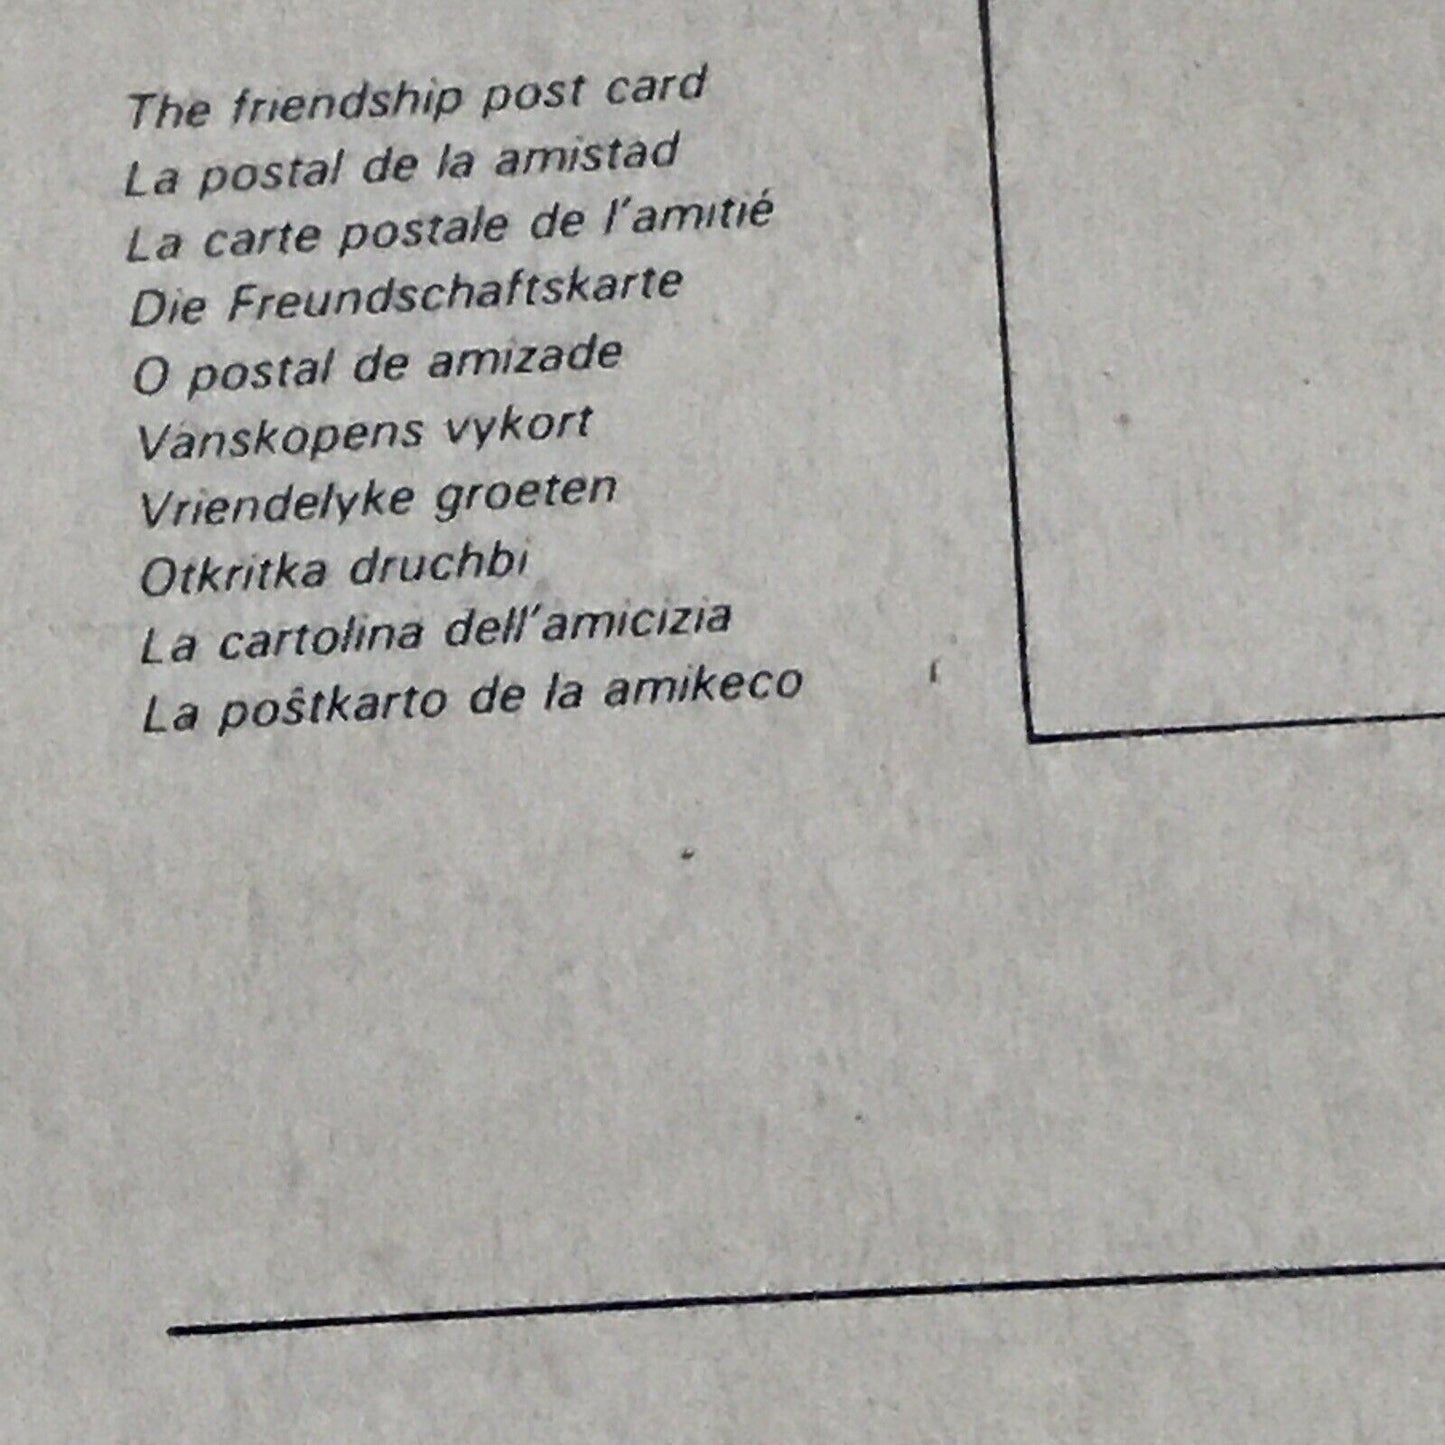 The friendship post card
La postal de la amistad
La carte postale de l'amitié
Die Freundschaftskarte
O postal de amizade
Vánskopens vykort
Vriendelyke groeten
Otkritka druchbi
La cartolina dell'amicizia
La poŝtkarto de la amikeco